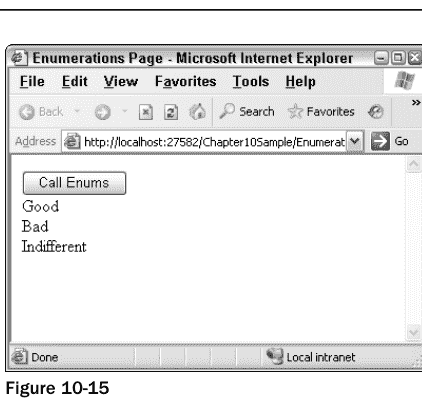 Enumerations Page - Microsoft Internet Explorer
File Edit View Favorites Tools Help
Back Search Favorites »
Address http://localhost:27582/Chapter10Sample/Enumerat Go
Call Enums
Good
Bad
Indifferent
Done Local intranet
Figure 10-15